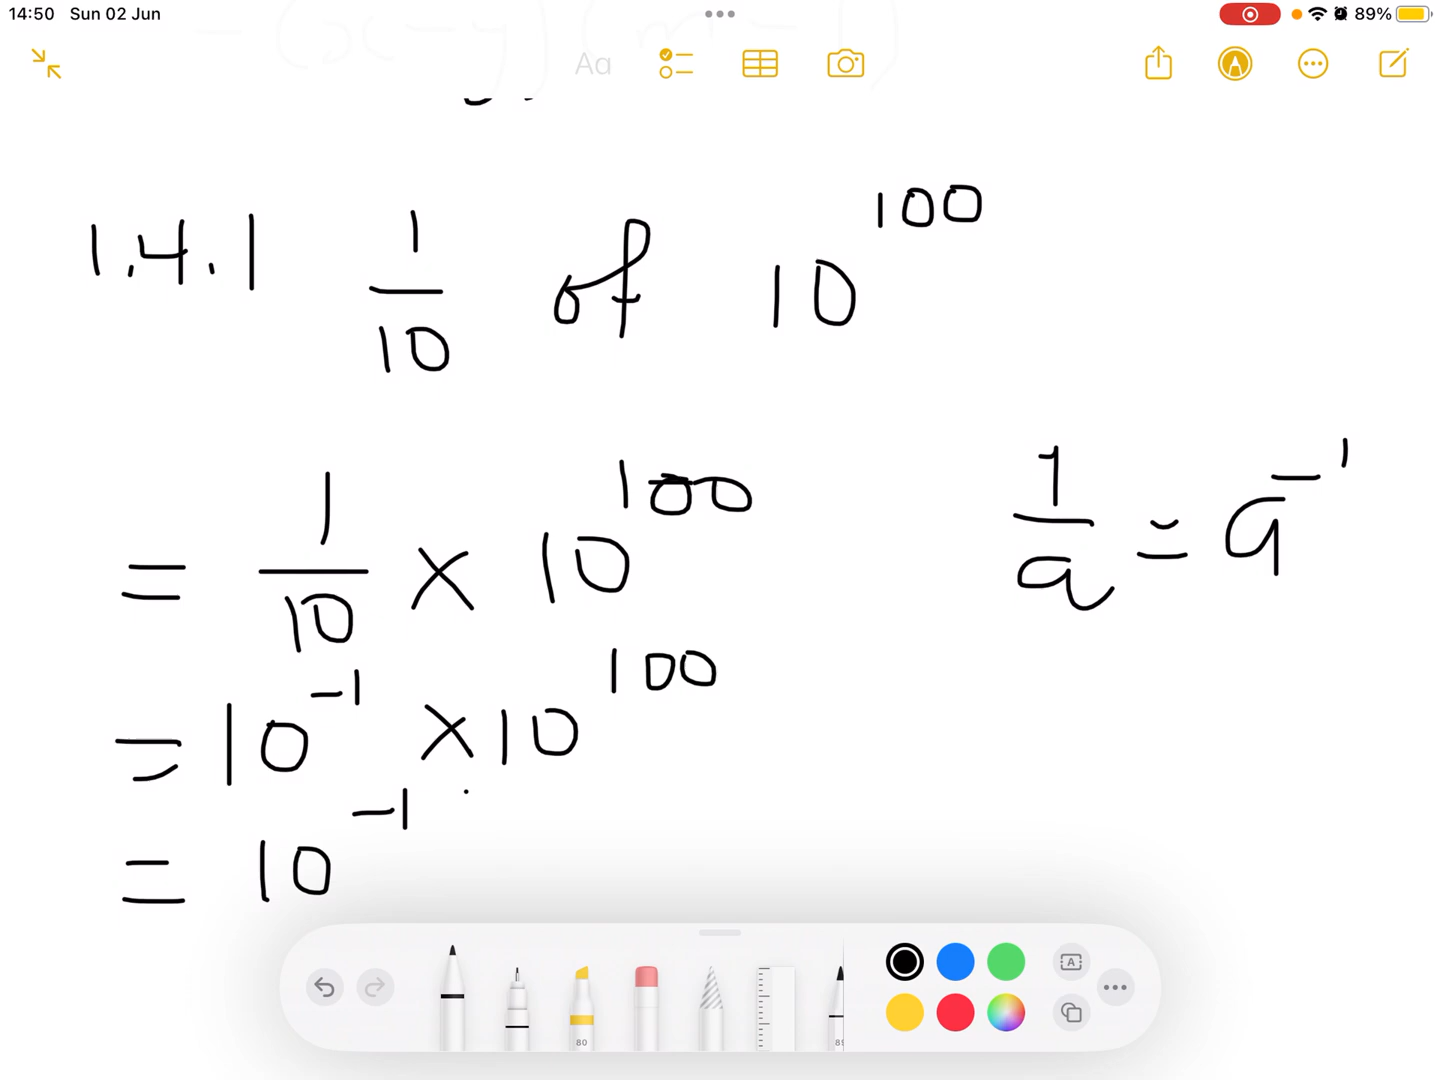 14:50 Sun 02 Jun 89%
-(x-y)(m-1)
Aa
1.4.1 1/10 of 10^100
= 1/10 × 10^100
1/a = a^-1
= 10^-1 × 10^100
= 10^-1
80
A